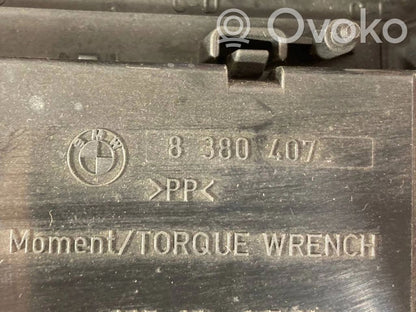 Ovoko
BMW
8 380 407
>PP<
Moment/TORQUE WRENCH